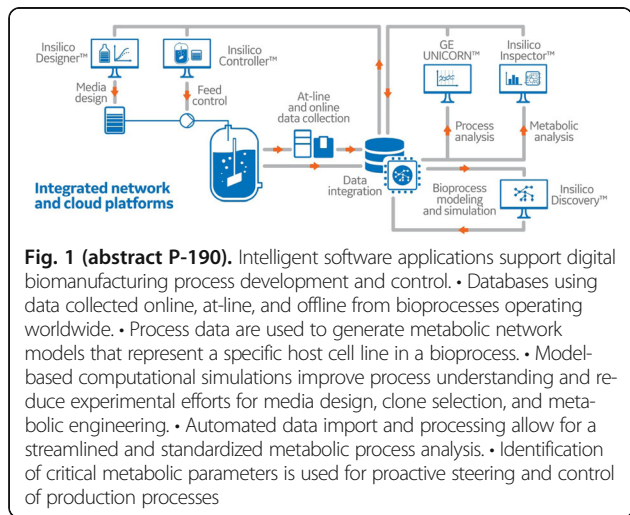 Insilico
Designer™
Insilico
Controller™
GE
UNICORN™
Insilico
Inspector™
Media
design
Feed
control
At-line
and online
data collection
Process
analysis
Metabolic
analysis
Integrated network
and cloud platforms
Data
integration
Bioprocess
modeling
and simulation
Insilico
Discovery™
Fig. 1 (abstract P-190). Intelligent software applications support digital
biomanufacturing process development and control. • Databases using
data collected online, at-line, and offline from bioprocesses operating
worldwide. • Process data are used to generate metabolic network
models that represent a specific host cell line in a bioprocess. • Model-
based computational simulations improve process understanding and re-
duce experimental efforts for media design, clone selection, and meta-
bolic engineering. • Automated data import and processing allow for a
streamlined and standardized metabolic process analysis. • Identification
of critical metabolic parameters is used for proactive steering and control
of production processes